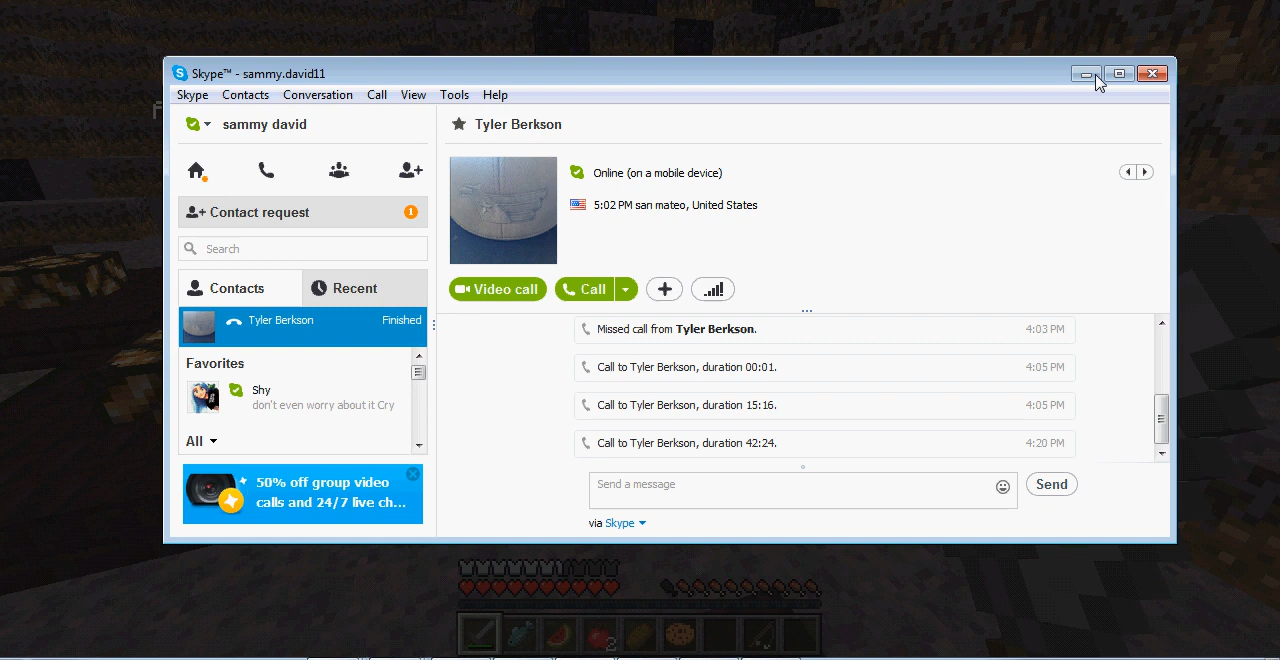 Skype™ - sammy.david11
Skype Contacts Conversation Call View Tools Help
sammy david
Contact request
1
Search
Contacts
Recent
Tyler Berkson
Finished
Favorites
Shy
don't even worry about it Cry
All
50% off group video
calls and 24/7 live ch...
Tyler Berkson
Online (on a mobile device)
5:02 PM san mateo, United States
Video call
Call
Missed call from Tyler Berkson. 4:03 PM
Call to Tyler Berkson, duration 00:01. 4:05 PM
Call to Tyler Berkson, duration 15:16. 4:05 PM
Call to Tyler Berkson, duration 42:24. 4:20 PM
Send a message
Send
via Skype
2